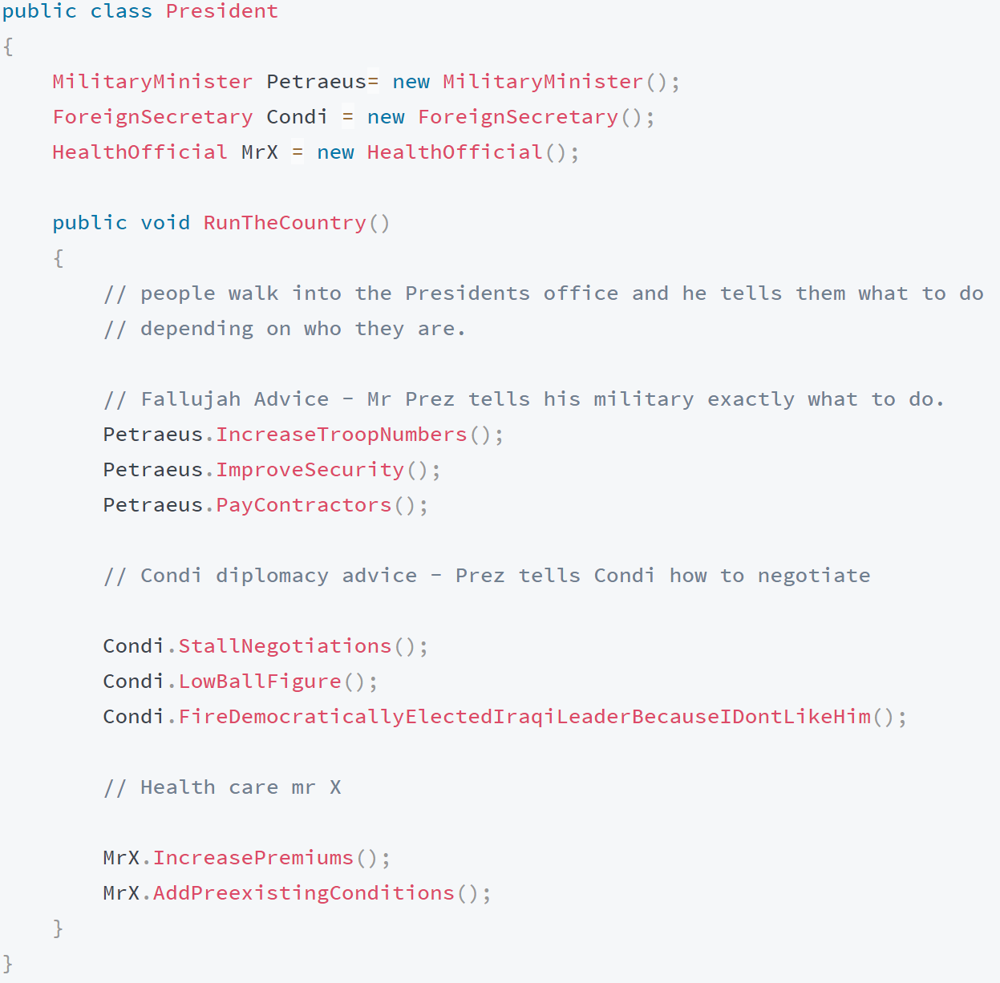 public class President
{
    MilitaryMinister Petraeus= new MilitaryMinister();
    ForeignSecretary Condi = new ForeignSecretary();
    HealthOfficial MrX = new HealthOfficial();

    public void RunTheCountry()
    {
        // people walk into the Presidents office and he tells them what to do
        // depending on who they are.

        // Fallujah Advice - Mr Prez tells his military exactly what to do.
        Petraeus.IncreaseTroopNumbers();
        Petraeus.ImproveSecurity();
        Petraeus.PayContractors();

        // Condi diplomacy advice - Prez tells Condi how to negotiate

        Condi.StallNegotiations();
        Condi.LowBallFigure();
        Condi.FireDemocraticallyElectedIraqiLeaderBecauseIDontLikeHim();

        // Health care mr X

        MrX.IncreasePremiums();
        MrX.AddPreexistingConditions();
    }
}